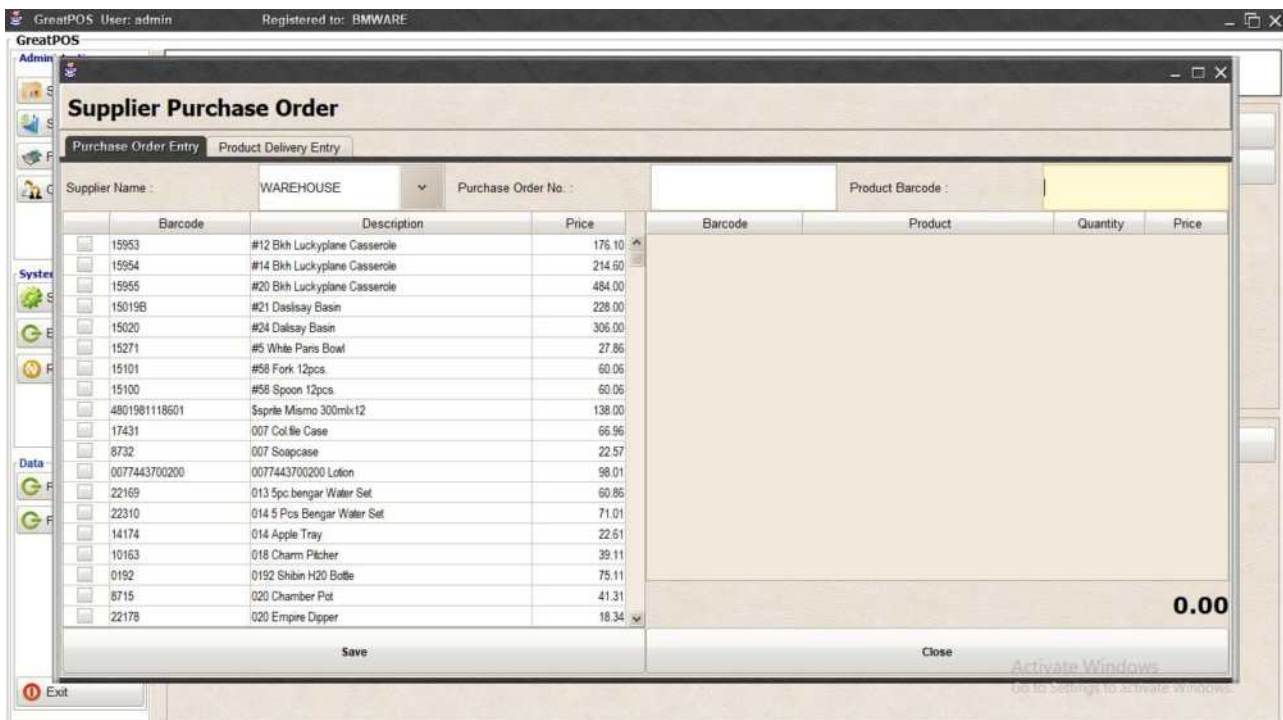 GreatPOS User: admin Registered to: BMWARE
GreatPOS
Supplier Purchase Order
Purchase Order Entry Product Delivery Entry
Supplier Name : WAREHOUSE Purchase Order No. : Product Barcode :
Barcode Description Price Barcode Product Quantity Price
15953 #12 Bkh Luckyplane Casserole 176.10
15954 #14 Bkh Luckyplane Casserole 214.60
15955 #20 Bkh Luckyplane Casserole 484.00
15019B #21 Daslisay Basin 228.00
15020 #24 Dalisay Basin 306.00
15271 #5 White Paris Bowl 27.86
15101 #58 Fork 12pcs. 60.06
15100 #58 Spoon 12pcs. 60.06
4801981118601 $sprite Mismo 300mlx12 138.00
17431 007 Col.file Case 66.96
8732 007 Soapcase 22.57
0077443700200 0077443700200 Lotion 98.01
22169 013 5pc.bengar Water Set 60.86
22310 014 5 Pcs Bengar Water Set 71.01
14174 014 Apple Tray 22.61
10163 018 Charm Pitcher 39.11
0192 0192 Shibin H20 Bottle 75.11
8715 020 Chamber Pot 41.31
22178 020 Empire Dipper 18.34
0.00
Save Close
Data
Exit
Activate Windows
Go to Settings to activate Windows.